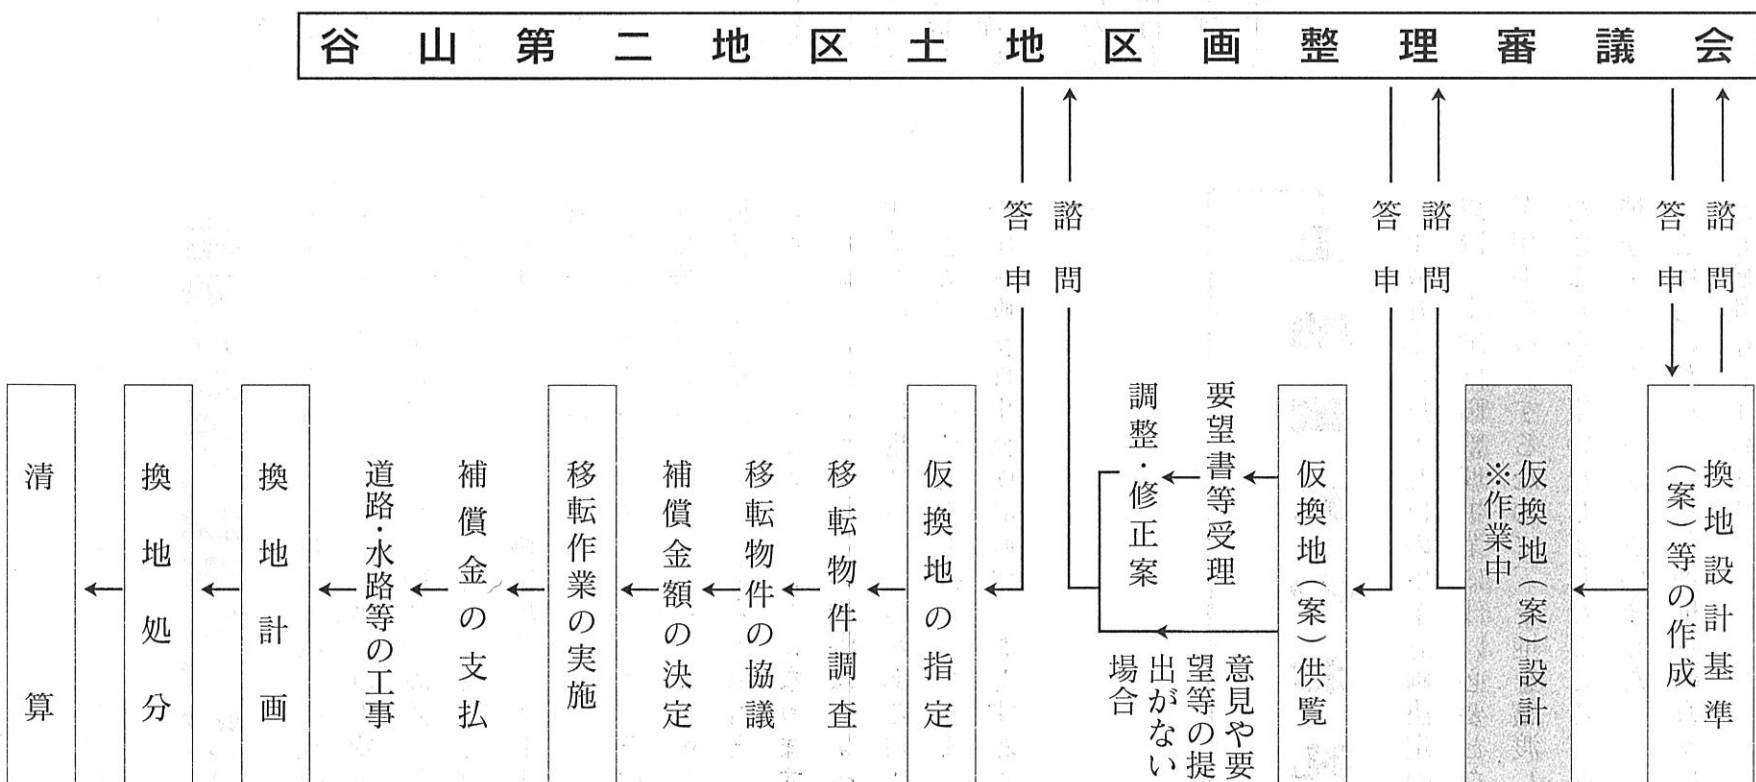 谷山第二地区土地区画整理審議会
諮問
答申
諮問
答申
諮問
答申
換地設計基準
(案)等の作成
仮換地(案)設計
※作業中
仮換地(案)供覧
要望書等受理
調整・修正案
意見や要
望等の提
出がない
場合
仮換地の指定
移転物件調査
移転物件の協議
補償金額の決定
移転作業の実施
補償金の支払
道路・水路等の工事
換地計画
換地処分
清算